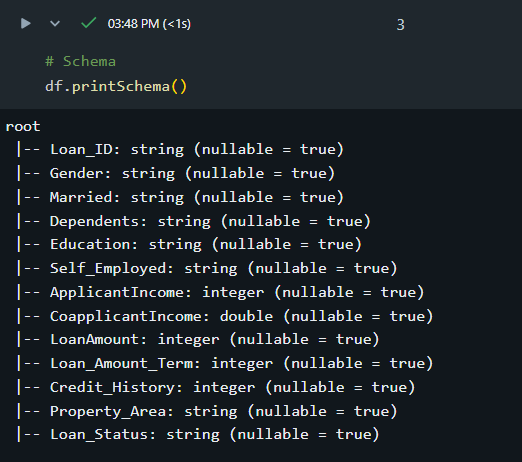 03:48 PM (<1s)
3
# Schema
df.printSchema()
root
|-- Loan_ID: string (nullable = true)
|-- Gender: string (nullable = true)
|-- Married: string (nullable = true)
|-- Dependents: string (nullable = true)
|-- Education: string (nullable = true)
|-- Self_Employed: string (nullable = true)
|-- ApplicantIncome: integer (nullable = true)
|-- CoapplicantIncome: double (nullable = true)
|-- LoanAmount: integer (nullable = true)
|-- Loan_Amount_Term: integer (nullable = true)
|-- Credit_History: integer (nullable = true)
|-- Property_Area: string (nullable = true)
|-- Loan_Status: string (nullable = true)